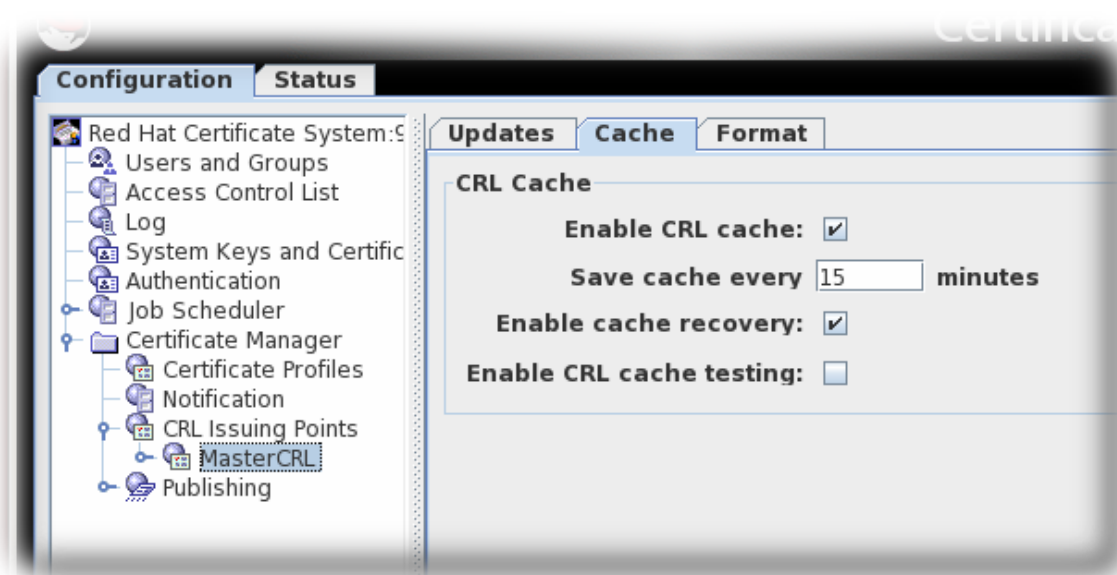 Configuration Status
Red Hat Certificate System:9
Users and Groups
Access Control List
Log
System Keys and Certific
Authentication
Job Scheduler
Certificate Manager
Certificate Profiles
Notification
CRL Issuing Points
MasterCRL
Publishing
Updates Cache Format
CRL Cache
Enable CRL cache: 
Save cache every 15 minutes
Enable cache recovery:
Enable CRL cache testing: